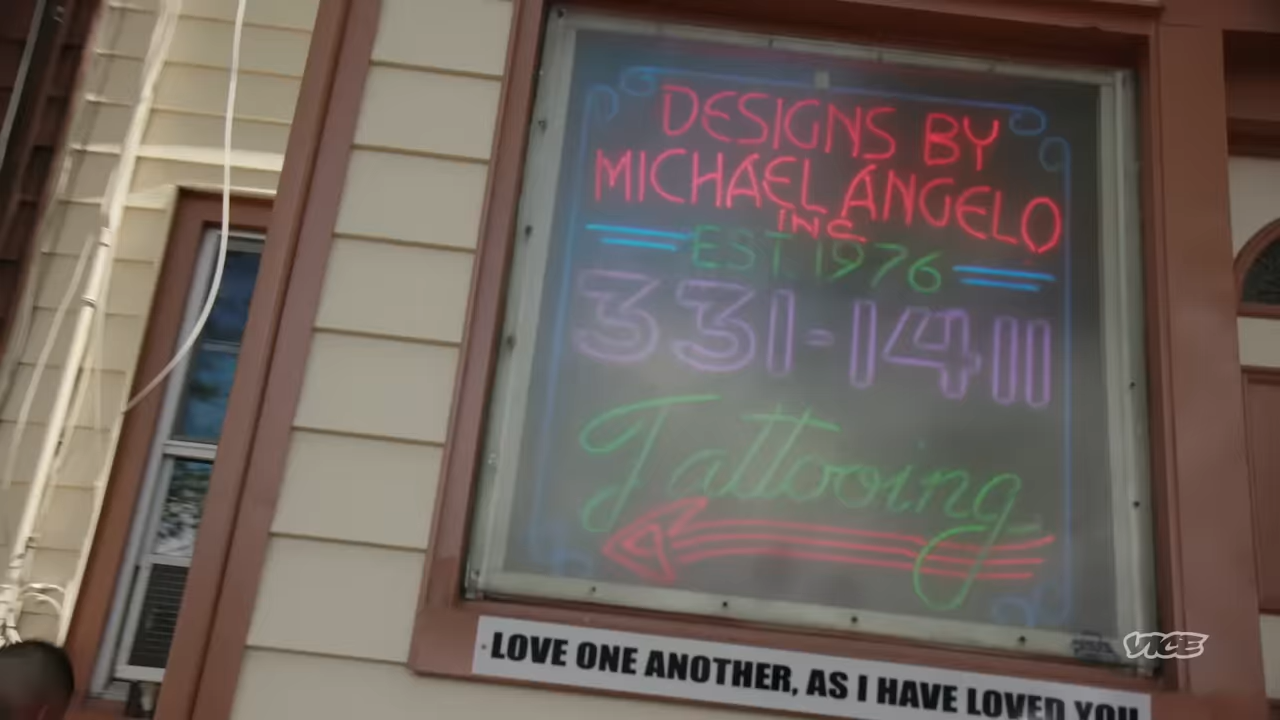 DESIGNS BY
MICHAEL ANGELO
INC
EST. 1976
331-1411
Tattooing
LOVE ONE ANOTHER, AS I HAVE LOVED YOU
VICE